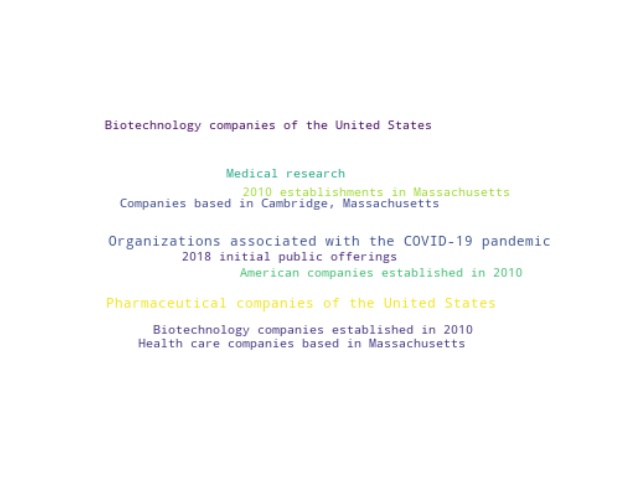 Biotechnology companies of the United States
Medical research
2010 establishments in Massachusetts
Companies based in Cambridge, Massachusetts
Organizations associated with the COVID-19 pandemic
2018 initial public offerings
American companies established in 2010
Pharmaceutical companies of the United States
Biotechnology companies established in 2010
Health care companies based in Massachusetts